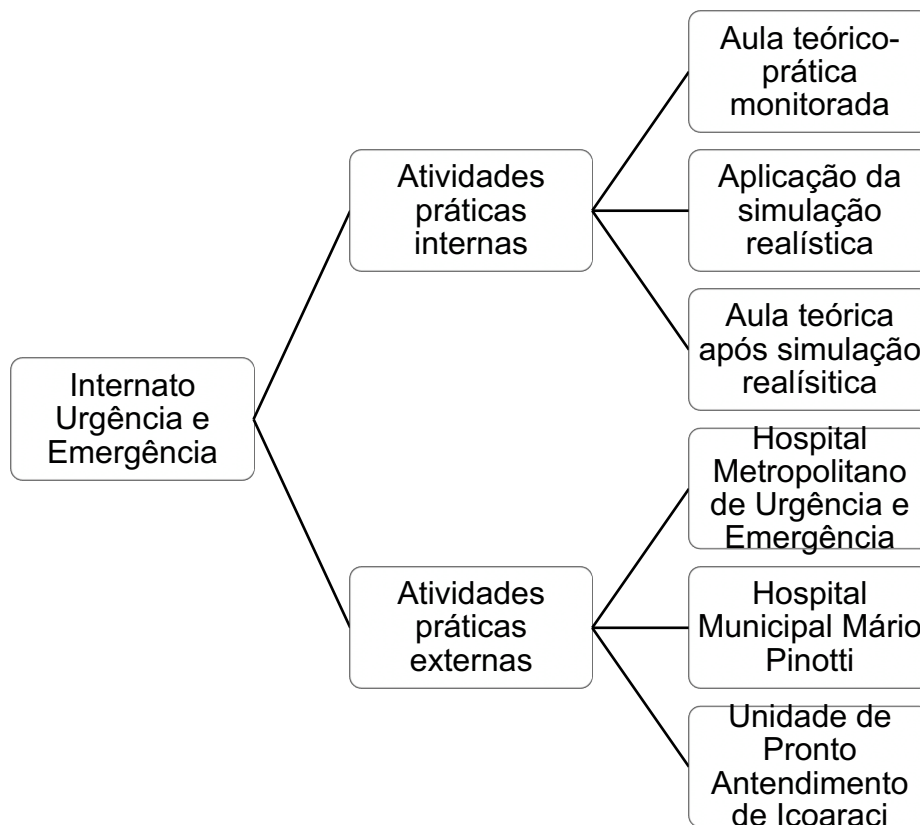 Internato
Urgência e
Emergência
Atividades
práticas
internas
Aula teórico-
prática
monitorada
Aplicação da
simulação
realística
Aula teórica
após simulação
realísitica
Atividades
práticas
externas
Hospital
Metropolitano
de Urgência e
Emergência
Hospital
Municipal Mário
Pinotti
Unidade de
Pronto
Antendimento
de Icoaraci